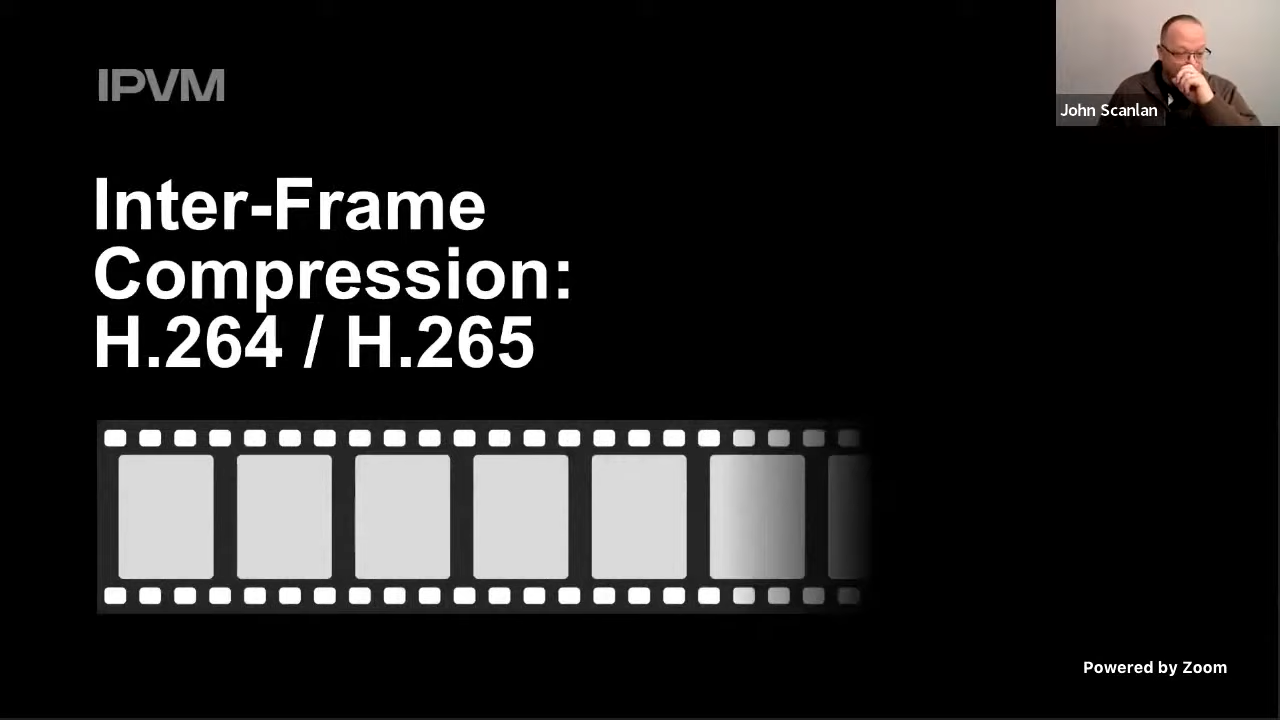 IPVM
John Scanlan
Inter-Frame
Compression:
H.264 / H.265
Powered by Zoom